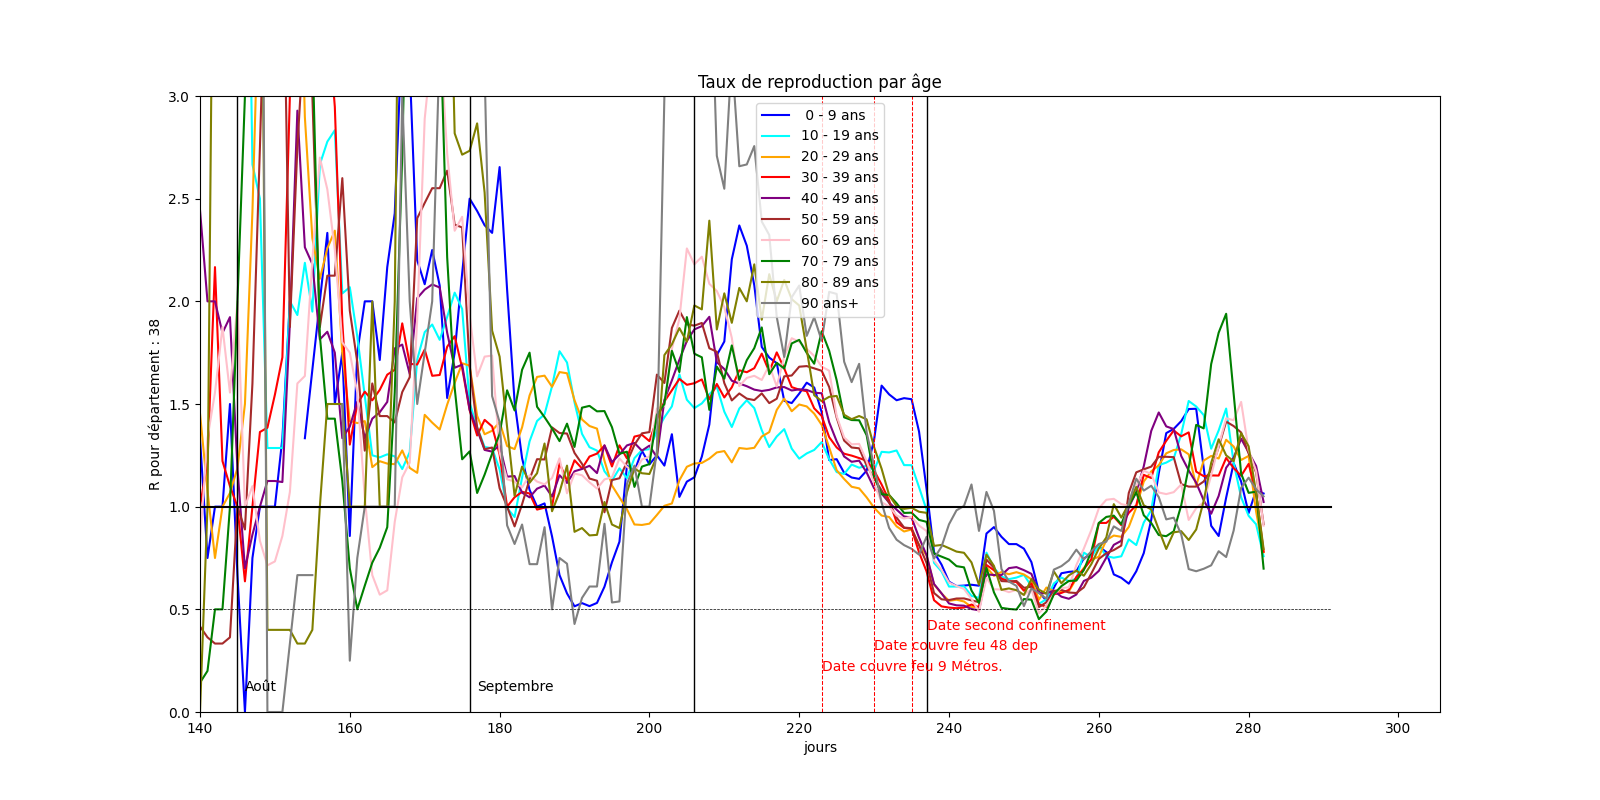 Taux de reproduction par âge
R pour département : 38
3.0
2.5
2.0
1.5
1.0
0.5
0.0
0 - 9 ans
10 - 19 ans
20 - 29 ans
30 - 39 ans
40 - 49 ans
50 - 59 ans
60 - 69 ans
70 - 79 ans
80 - 89 ans
90 ans+
Date second confinement
Date couvre feu 48 dep
Date couvre feu 9 Métros.
Août
Septembre
140 160 180 200 220 240 260 280 300
jours